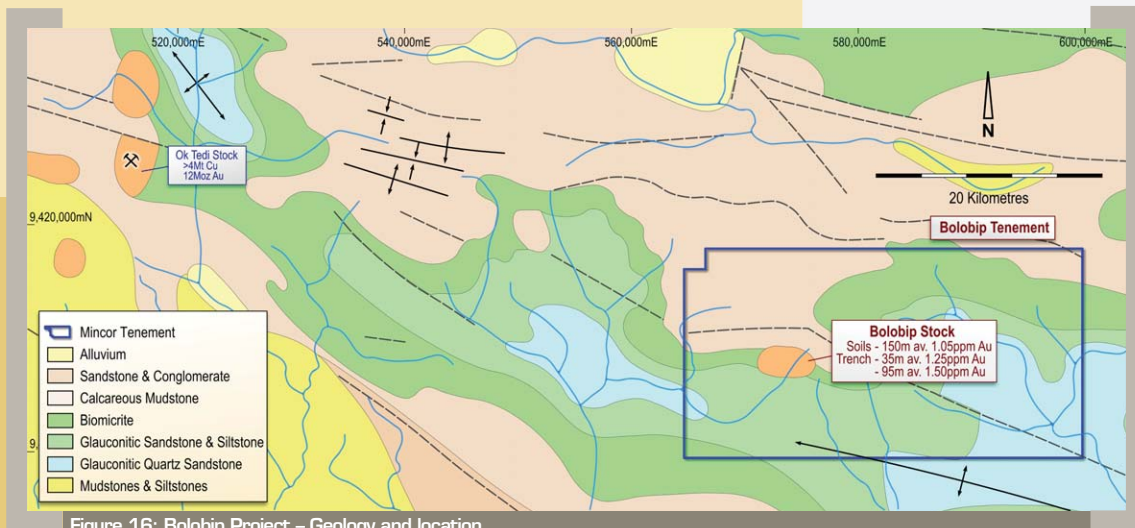 520,000mE
540,000mE
560,000mE
580,000mE
600,000mE
N
Ok Tedi Stock
>4Mt Cu
12Moz Au
20 Kilometres
9,420,000mN
Bolobip Tenement
Bolobip Stock
Soils - 150m av. 1.05ppm Au
Trench - 35m av. 1.25ppm Au
- 95m av. 1.50ppm Au
Mincor Tenement
Alluvium
Sandstone & Conglomerate
Calcareous Mudstone
Biomicrite
Glauconitic Sandstone & Siltstone
Glauconitic Quartz Sandstone
Mudstones & Siltstones
Figure 16: Bolobip Project – Geology and location